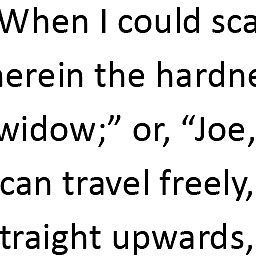 When I could sca
herein the hardne
widow;” or, “Joe,
can travel freely,
traight upwards,